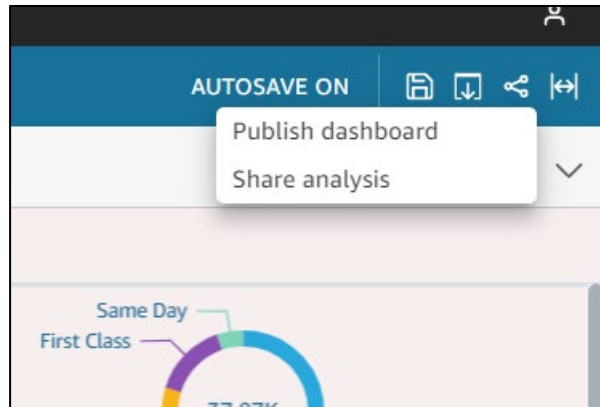 AUTOSAVE ON
Publish dashboard
Share analysis
Same Day
First Class